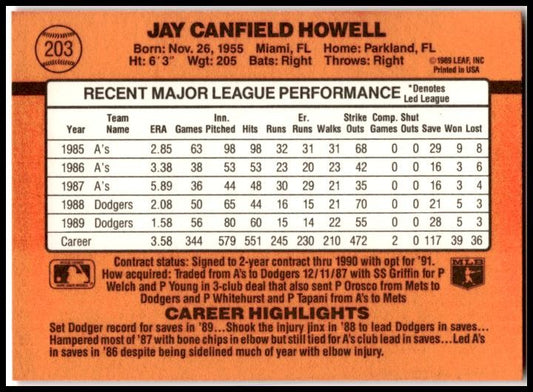 203
JAY CANFIELD HOWELL
Born: Nov. 26, 1955 Miami, FL Home: Parkland, FL
Ht: 6'3" Wgt: 205 Bats: Right Throws: Right
©1989 LEAF, INC
Printed in USA
RECENT MAJOR LEAGUE PERFORMANCE *Denotes Led League
Year Team Name ERA Games Inn. Pitched Hits Runs Er. Runs Walks Strike Outs Comp. Games Shut Outs Save Won Lost
1985 A's 2.85 63 98 98 32 31 31 68 0 0 29 9 8
1986 A's 3.38 38 53 53 23 20 23 42 0 0 16 3 6
1987 A's 5.89 36 44 48 30 29 21 35 0 0 16 3 4
1988 Dodgers 2.08 50 65 44 16 15 21 70 0 0 21 5 3
1989 Dodgers 1.58 56 80 60 16 14 22 55 0 0 28 5 3
Career 3.58 344 579 551 245 230 210 472 2 0 117 39 36
Contract status: Signed to 2-year contract thru 1990 with opt for '91.
How acquired: Traded from A's to Dodgers 12/11/87 with SS Griffin for P
Welch and P Young in 3-club deal that also sent P Orosco from Mets to
Dodgers and P Whitehurst and P Tapani from A's to Mets
MLB
CAREER HIGHLIGHTS
Set Dodger record for saves in '89...Shook the injury jinx in '88 to lead Dodgers in saves...
Hampered most of '87 with bone chips in elbow but still tied for A's club lead in saves...Led A's
in saves in '86 despite being sidelined much of year with elbow injury.